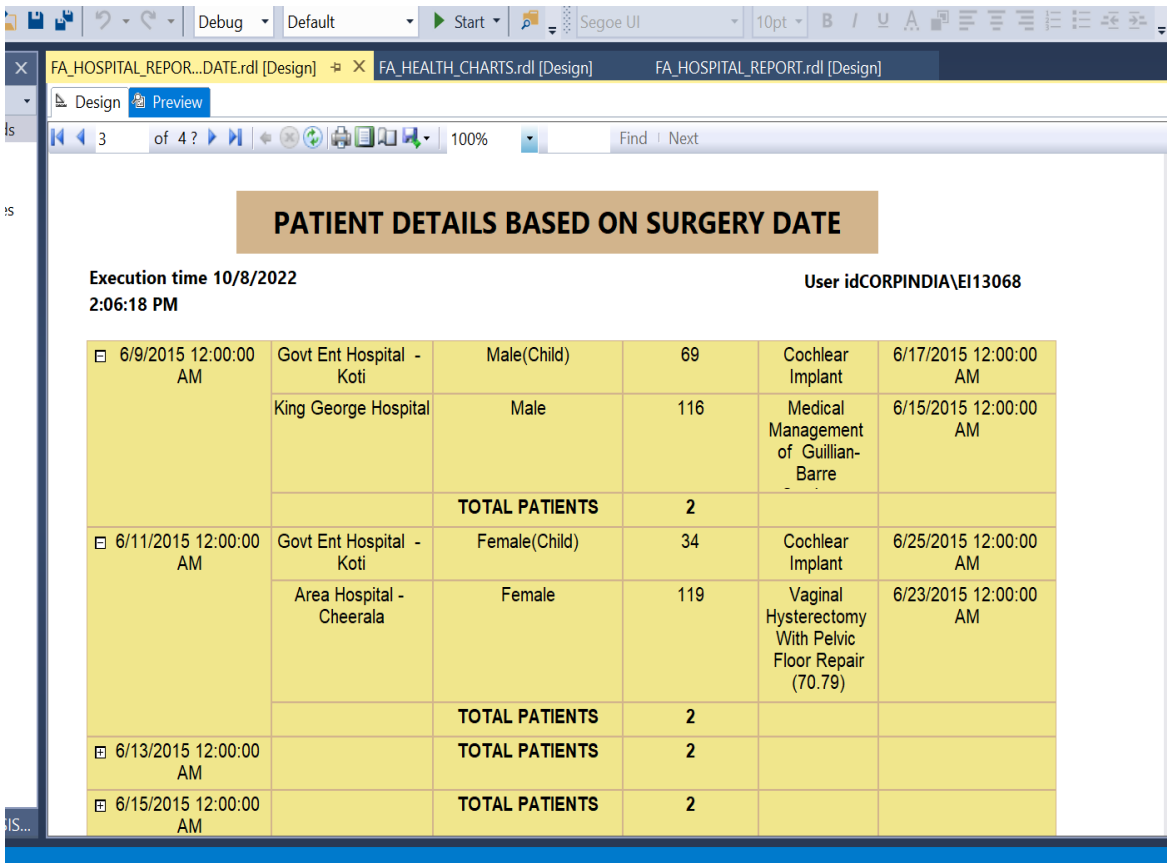 Debug Default Start Segoe UI 10pt B I U A
FA_HOSPITAL_REPOR...DATE.rdl [Design] FA_HEALTH_CHARTS.rdl [Design] FA_HOSPITAL_REPORT.rdl [Design]
Design Preview
3 of 4 ? 100% Find Next
PATIENT DETAILS BASED ON SURGERY DATE
Execution time 10/8/2022
2:06:18 PM
User idCORPINDIA\EI13068
6/9/2015 12:00:00 Govt Ent Hospital - Male(Child) 69 Cochlear 6/17/2015 12:00:00
AM Koti Implant AM
King George Hospital Male 116 Medical 6/15/2015 12:00:00
Management AM
of Guillian-
Barre
TOTAL PATIENTS 2
6/11/2015 12:00:00 Govt Ent Hospital - Female(Child) 34 Cochlear 6/25/2015 12:00:00
AM Koti Implant AM
Area Hospital - Female 119 Vaginal 6/23/2015 12:00:00
Cheerala Hysterectomy AM
With Pelvic
Floor Repair
(70.79)
TOTAL PATIENTS 2
6/13/2015 12:00:00 TOTAL PATIENTS 2
AM
6/15/2015 12:00:00 TOTAL PATIENTS 2
AM